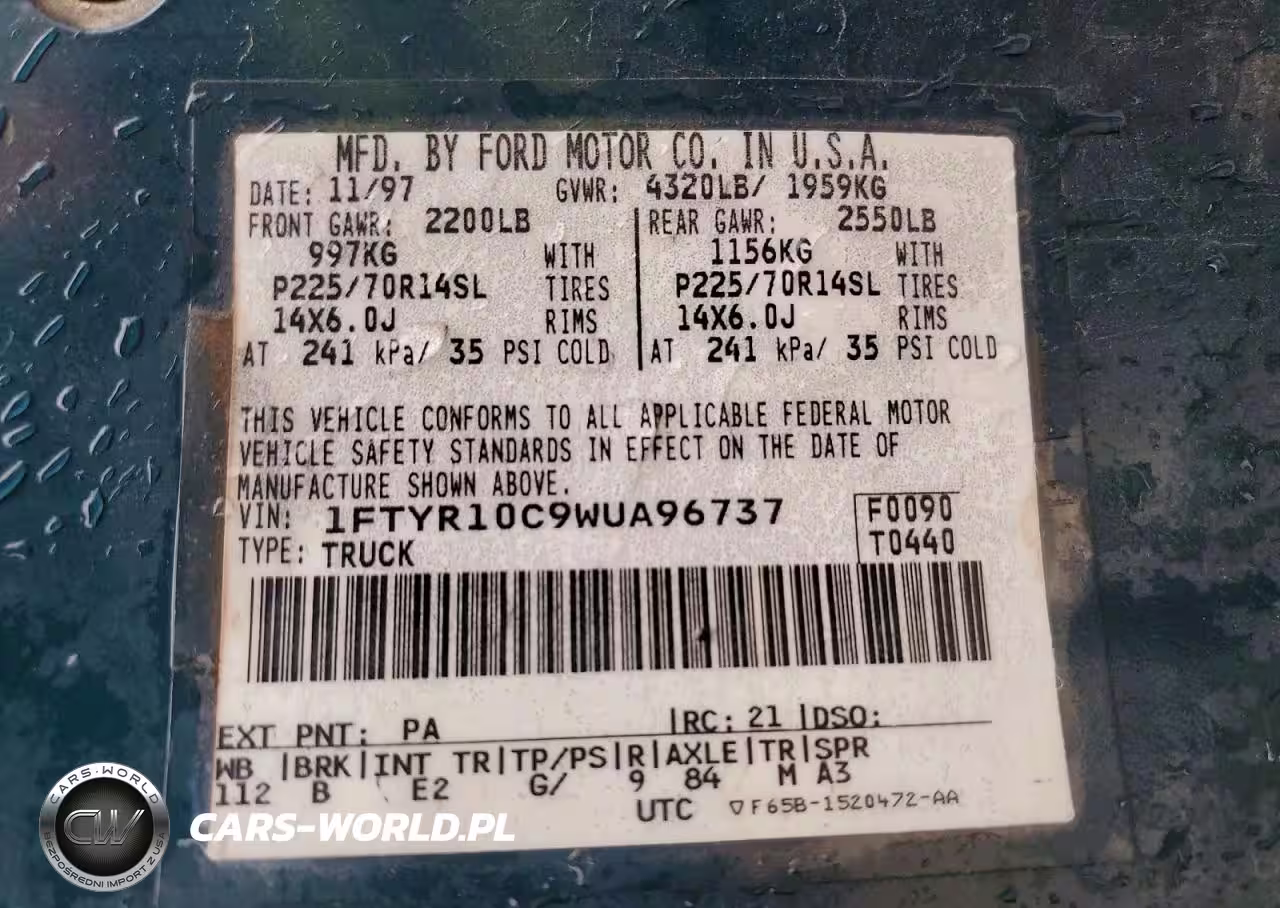 MFD. BY FORD MOTOR CO. IN U.S.A.
DATE: 11/97 GVWR: 4320LB/ 1959KG
FRONT GAWR: 2200LB REAR GAWR: 2550LB
997KG WITH 1156KG WITH
P225/70R14SL TIRES P225/70R14SL TIRES
14X6.0J RIMS 14X6.0J RIMS
AT 241 kPa/ 35 PSI COLD AT 241 kPa/ 35 PSI COLD
THIS VEHICLE CONFORMS TO ALL APPLICABLE FEDERAL MOTOR
VEHICLE SAFETY STANDARDS IN EFFECT ON THE DATE OF
MANUFACTURE SHOWN ABOVE.
VIN: 1FTYR10C9WUA96737 F0090
TYPE: TRUCK T0440
EXT PNT: PA |RC: 21 |DSO:
WB |BRK|INT TR|TP/PS|R|AXLE|TR|SPR
112 B E2 G/ 9 84 M A3
UTC ▽F65B-1520472-AA
CARS-WORLD
CW
BEZPOŚREDNI IMPORT Z USA
CARS-WORLD.PL